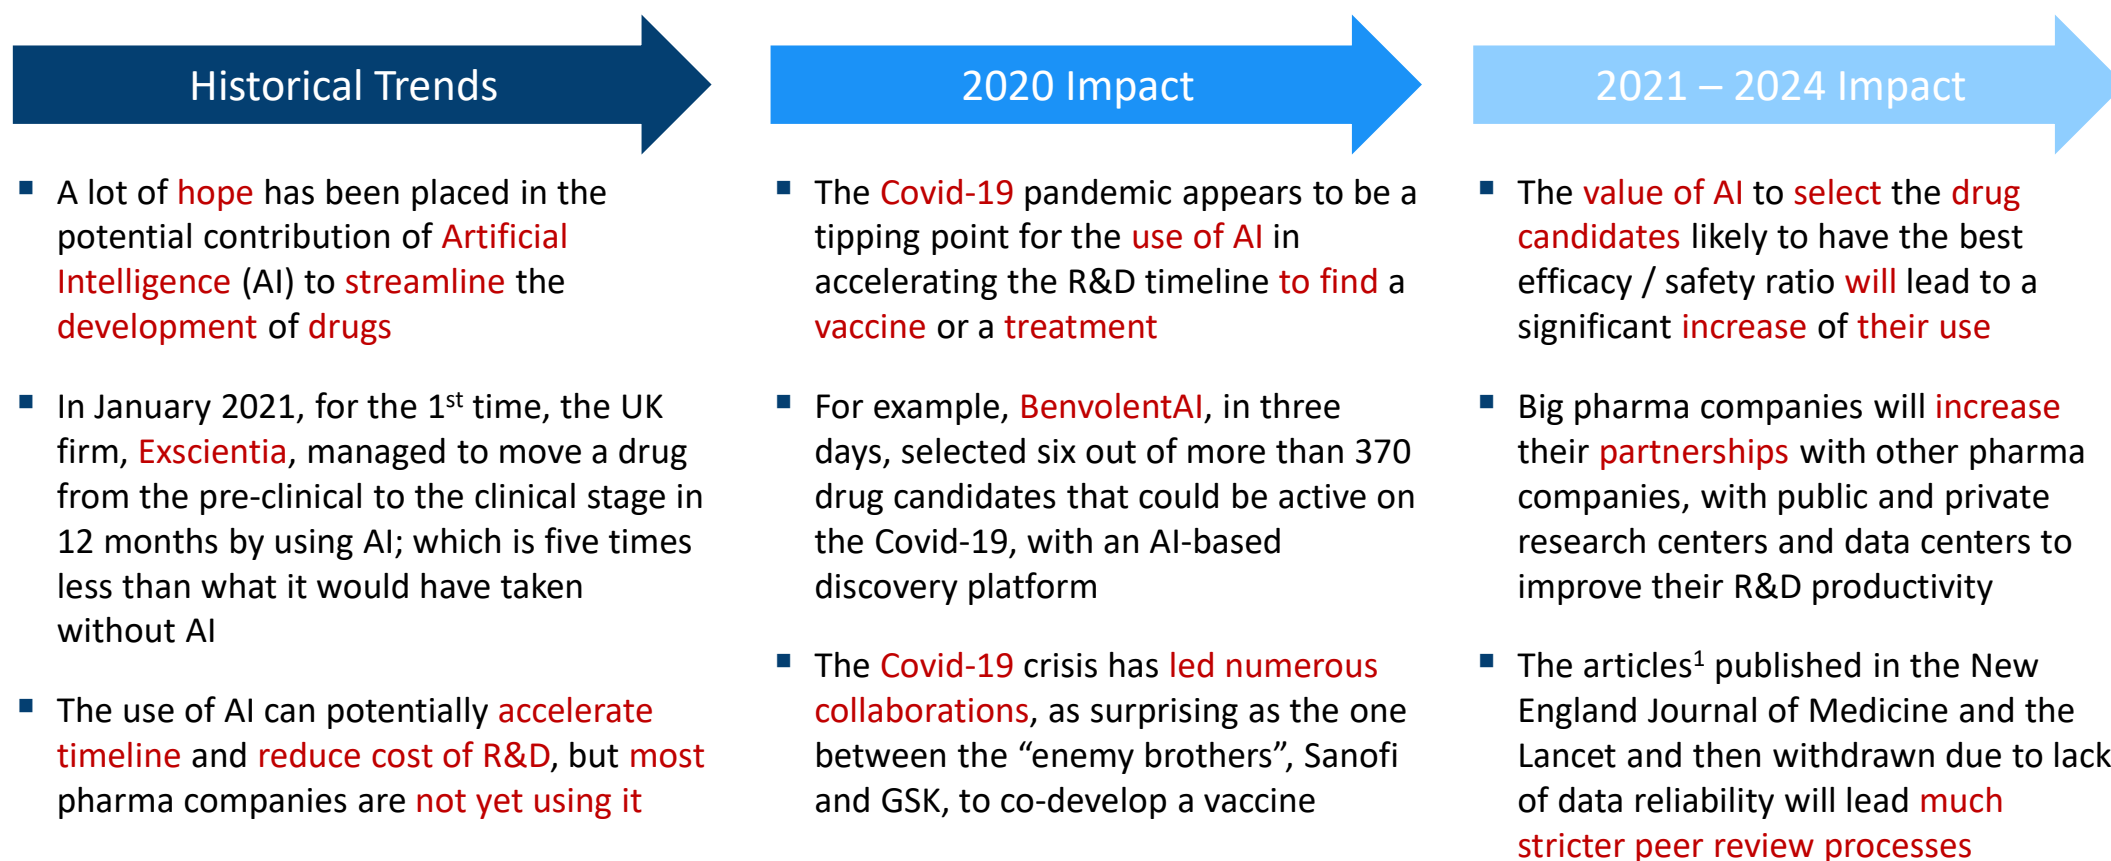 Historical Trends
▪ A lot of hope has been placed in the
potential contribution of Artificial
Intelligence (AI) to streamline the
development of drugs
▪ In January 2021, for the 1st time, the UK
firm, Exscientia, managed to move a drug
from the pre-clinical to the clinical stage in
12 months by using AI; which is five times
less than what it would have taken
without AI
▪ The use of AI can potentially accelerate
timeline and reduce cost of R&D, but most
pharma companies are not yet using it
2020 Impact
▪ The Covid-19 pandemic appears to be a
tipping point for the use of AI in
accelerating the R&D timeline to find a
vaccine or a treatment
▪ For example, BenvolentAI, in three
days, selected six out of more than 370
drug candidates that could be active on
the Covid-19, with an AI-based
discovery platform
▪ The Covid-19 crisis has led numerous
collaborations, as surprising as the one
between the “enemy brothers”, Sanofi
and GSK, to co-develop a vaccine
2021 – 2024 Impact
▪ The value of AI to select the drug
candidates likely to have the best
efficacy / safety ratio will lead to a
significant increase of their use
▪ Big pharma companies will increase
their partnerships with other pharma
companies, with public and private
research centers and data centers to
improve their R&D productivity
▪ The articles¹ published in the New
England Journal of Medicine and the
Lancet and then withdrawn due to lack
of data reliability will lead much
stricter peer review processes